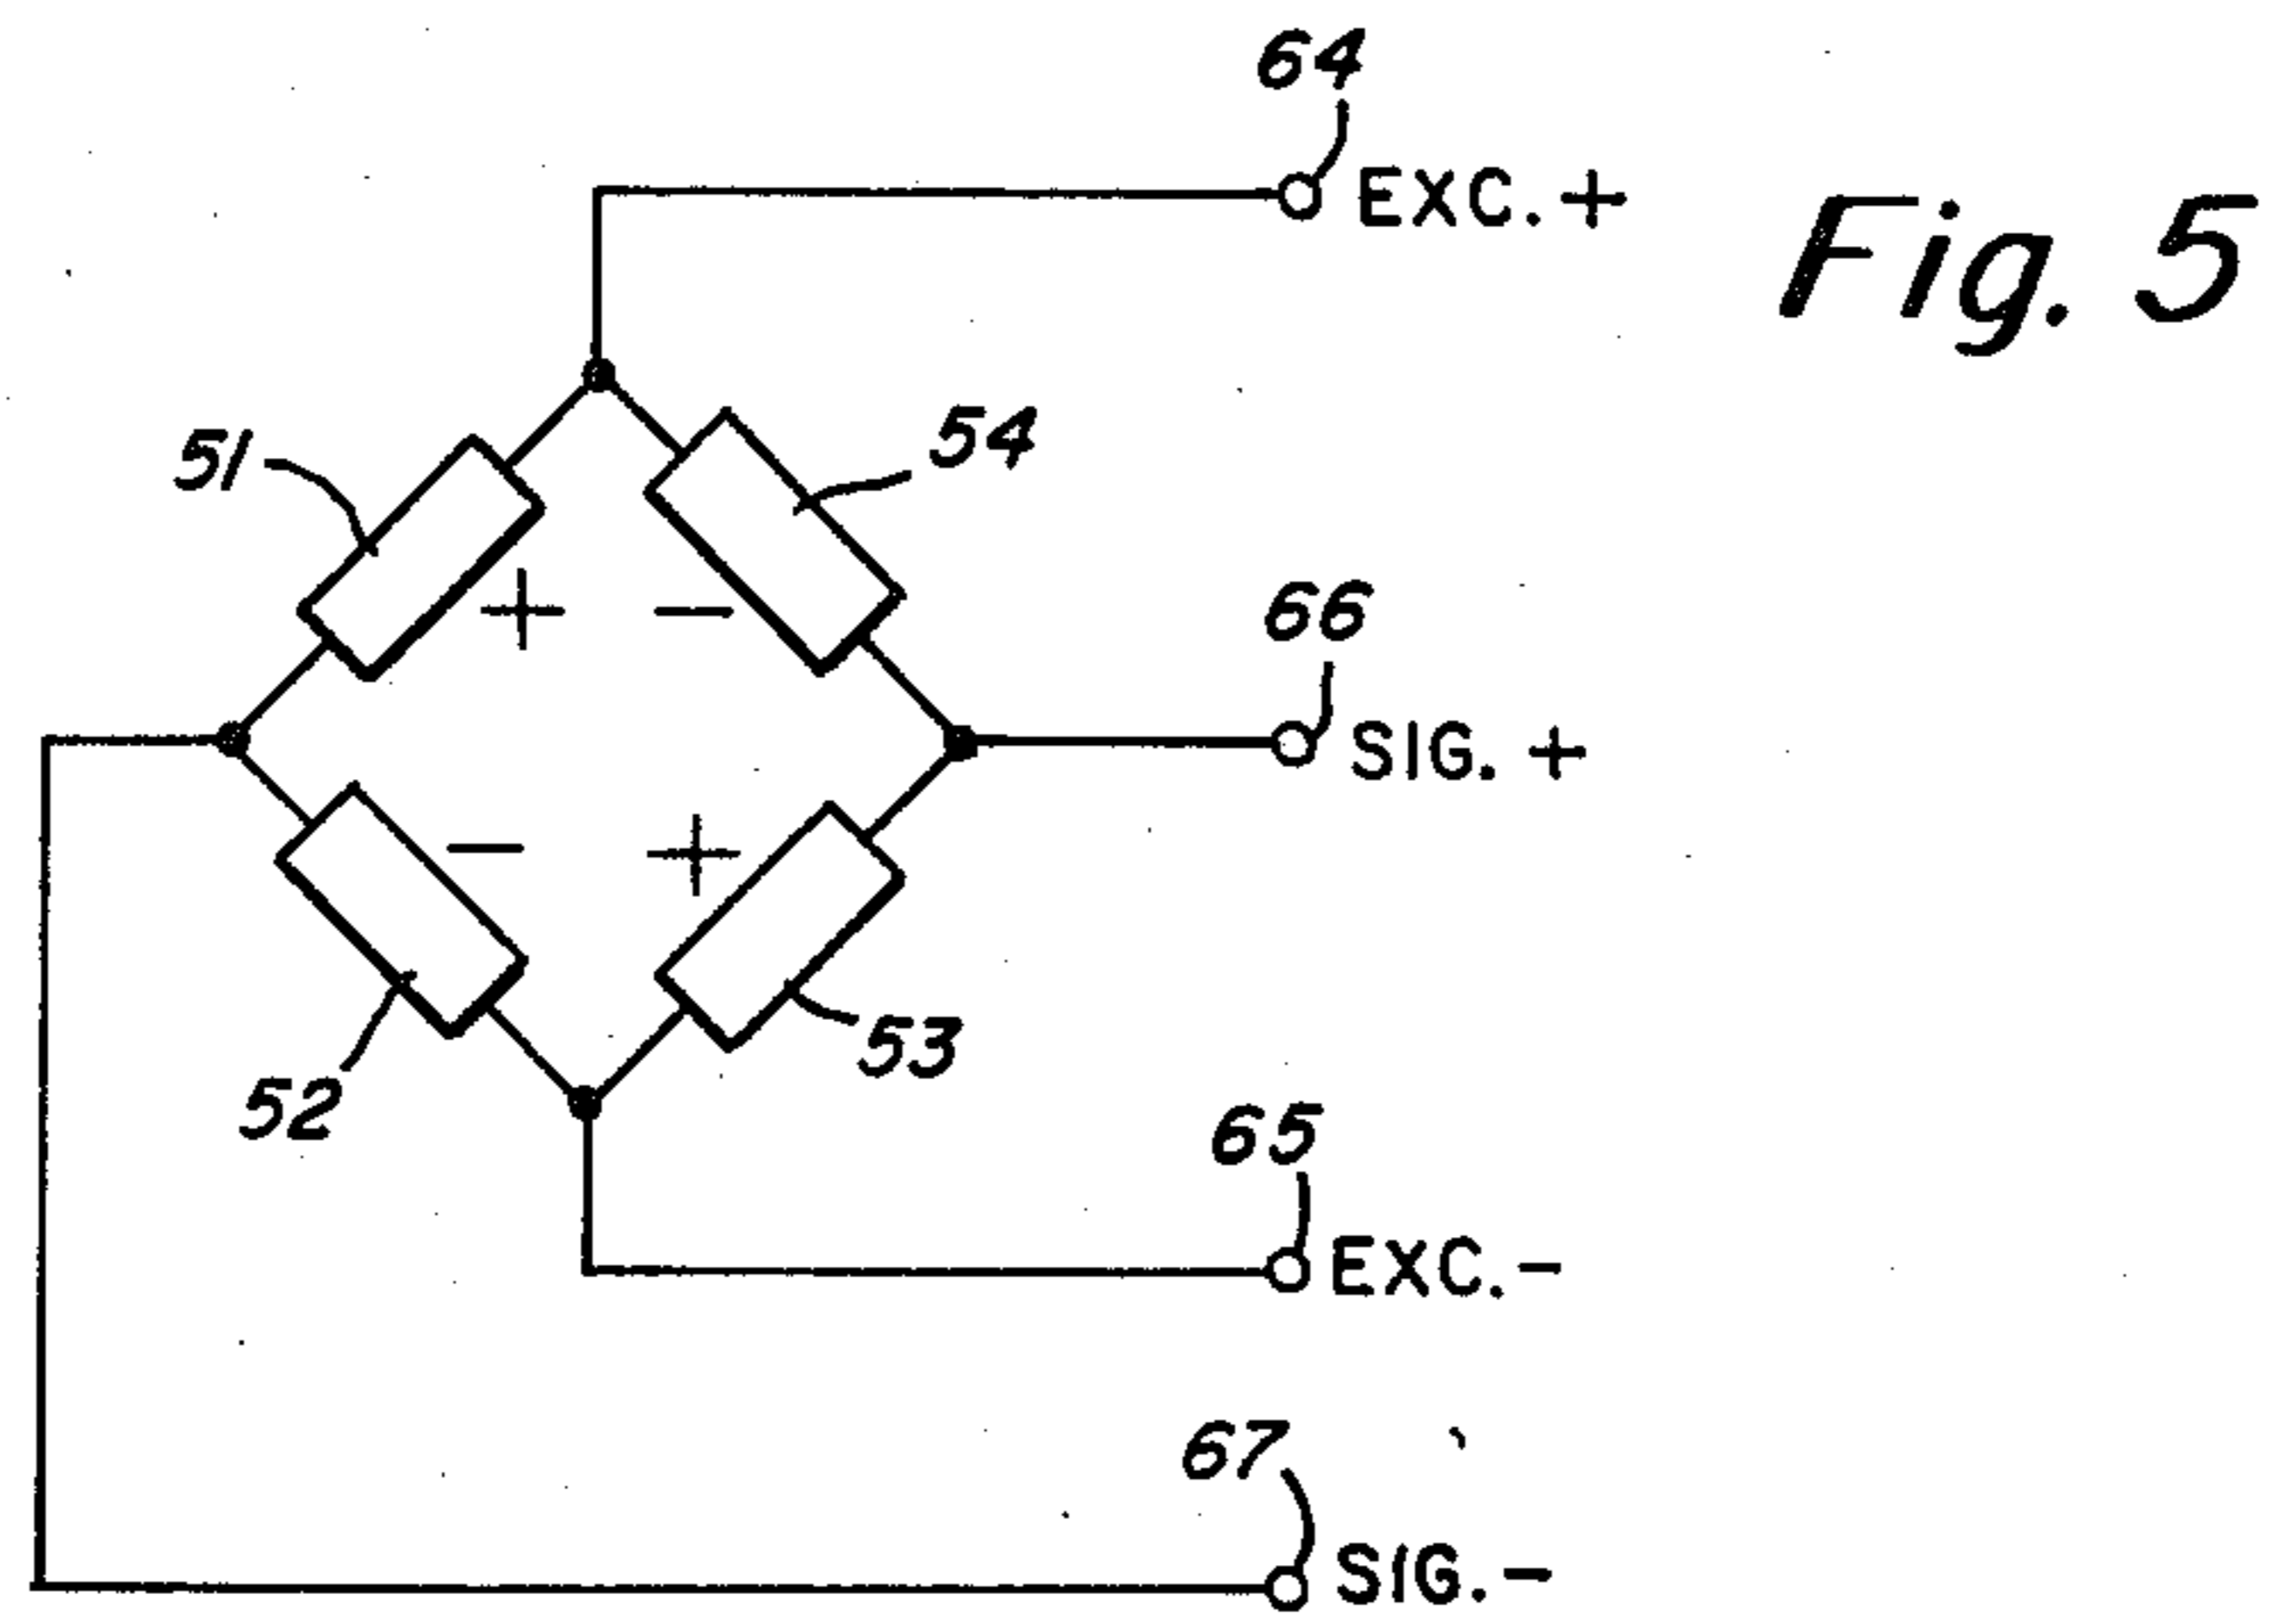 64
EXC. +
Fig. 5
51
54
+ -
66
SIG. +
- +
53
52
65
EXC. -
67
SIG. -